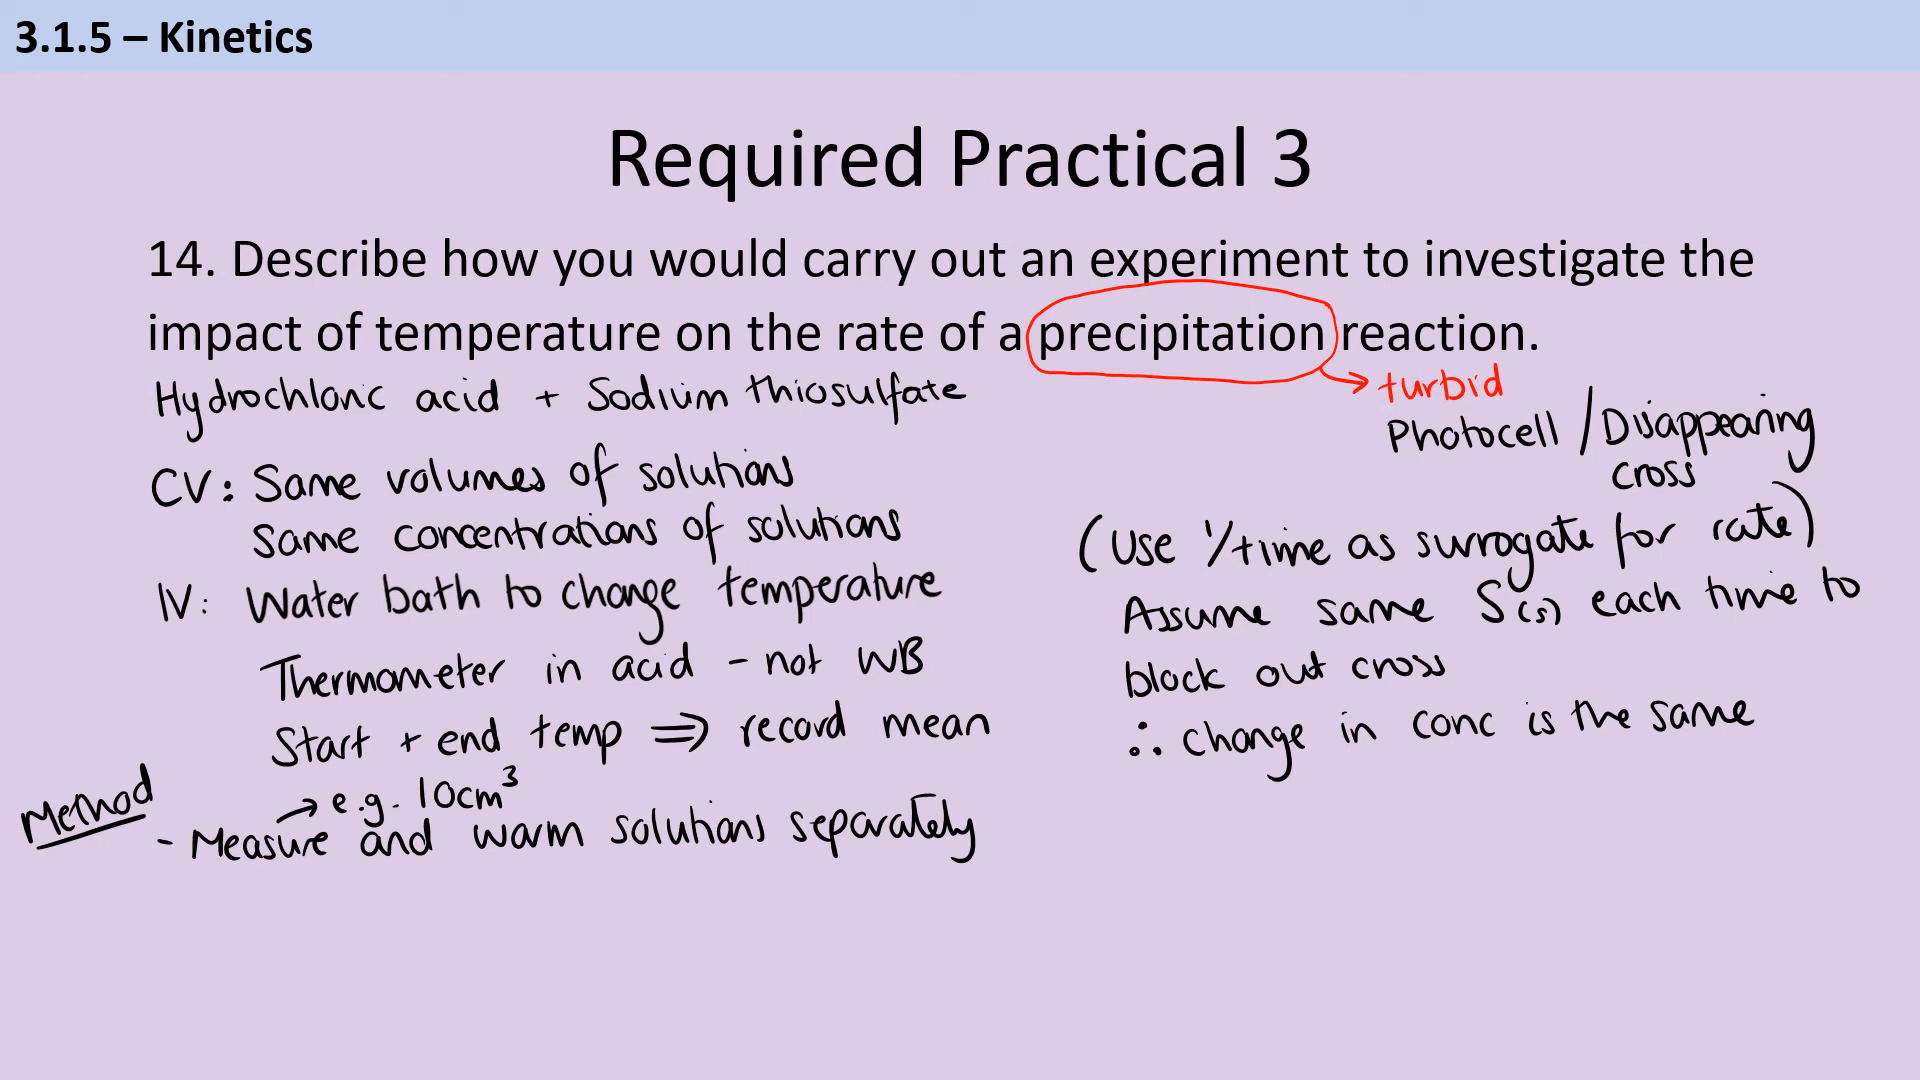 3.1.5 – Kinetics
Required Practical 3
14. Describe how you would carry out an experiment to investigate the
impact of temperature on the rate of a precipitation reaction.
Hydrochloric acid + Sodium thiosulfate
→ turbid
Photocell / Disappearing
cross
CV: Same volumes of solutions
Same concentrations of solutions
(Use 1/time as surrogate for rate)
IV: Water bath to change temperature
Assume same S(s) each time to
block out cross
Thermometer in acid - not WB
Start + end temp ⇒ record mean
∴ change in conc is the same
Method
→ e.g. 10cm³
- Measure and warm solutions separately